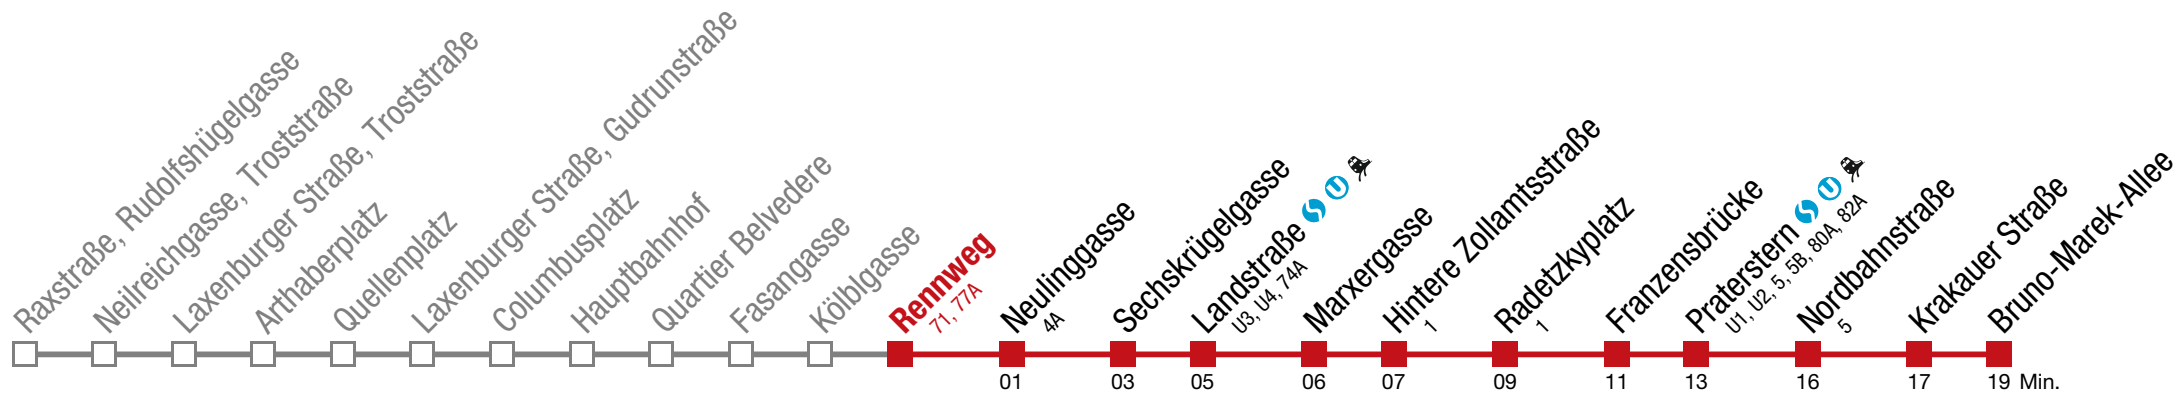 Raxstraße, Rudolfshügelgasse
Neilreichgasse, Troststraße
Laxenburger Straße, Troststraße
Arthaberplatz
Quellenplatz
Laxenburger Straße, Gudrunstraße
Columbusplatz
Hauptbahnhof
Quartier Belvedere
Fasangasse
Kölblgasse
Rennweg
71, 77A
Neulinggasse
4A
Sechskrügelgasse
Landstraße
U3, U4, 74A
Marxergasse
Hintere Zollamtsstraße
1
Radetzkyplatz
1
Franzensbrücke
Praterstern
U1, U2, 5, 5B, 80A, 82A
Nordbahnstraße
5
Krakauer Straße
Bruno-Marek-Allee
01 03 05 06 07 09 11 13 16 17 19 Min.